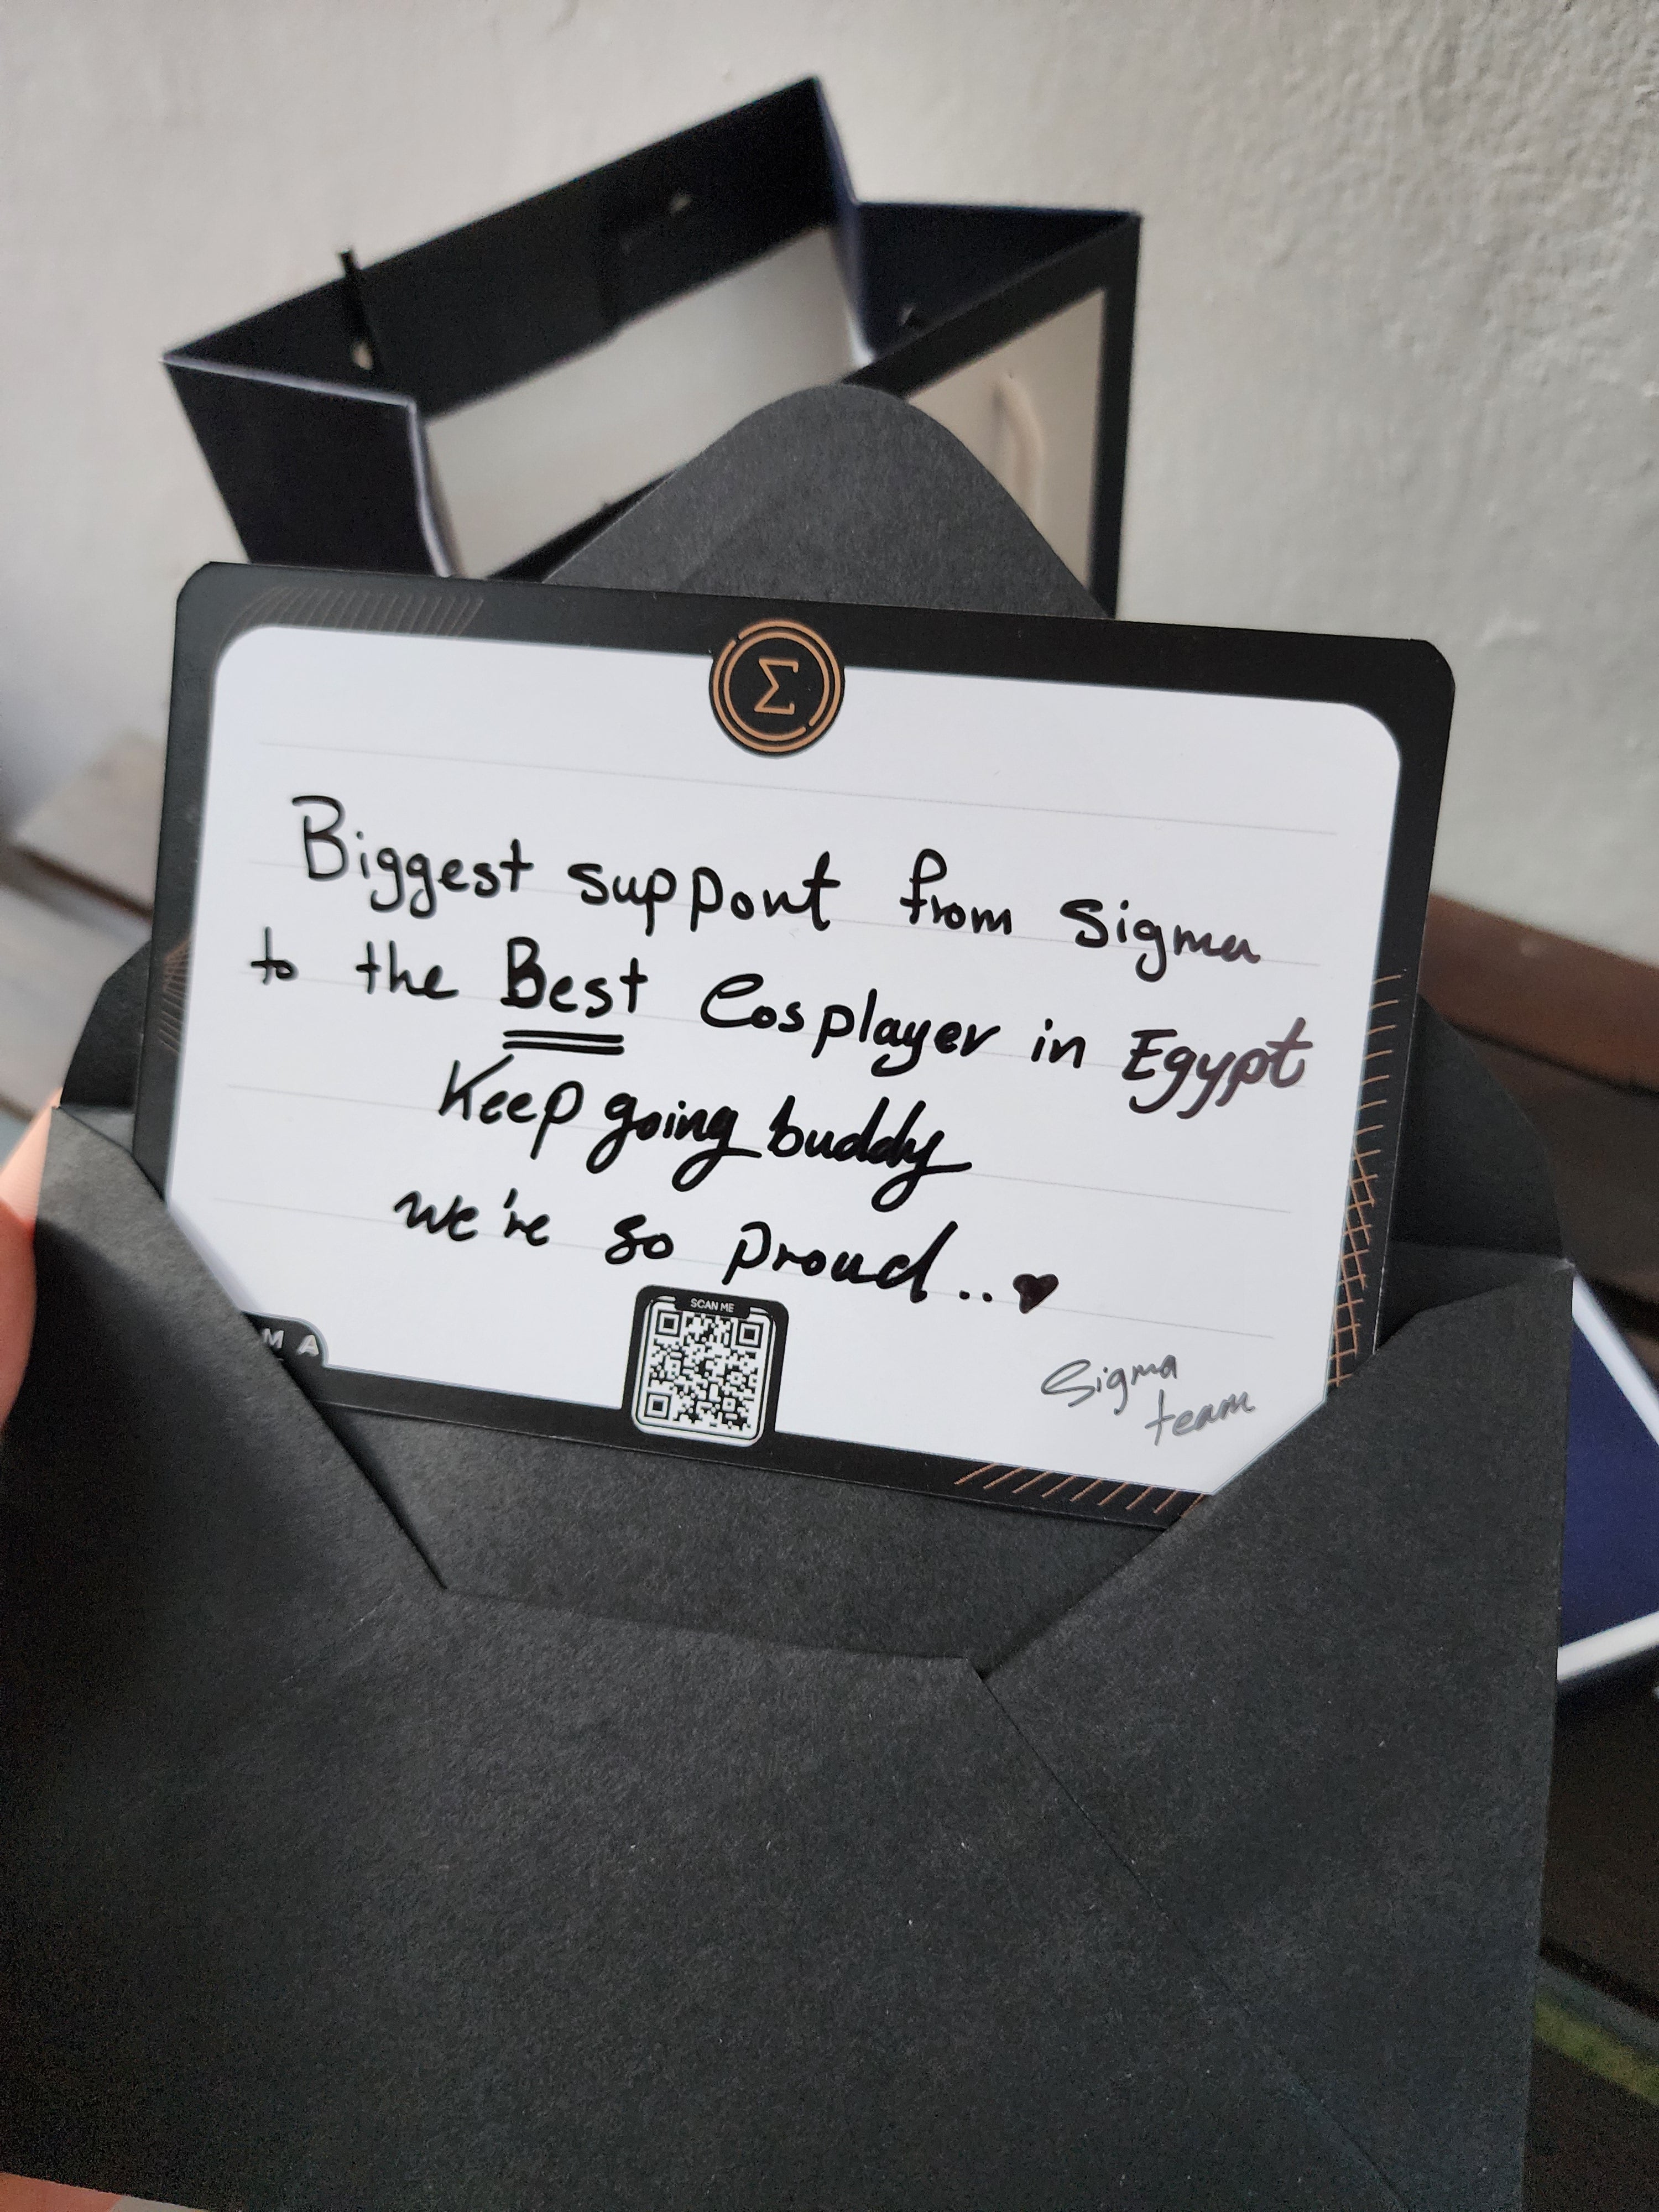 Σ
Biggest support from Sigma
to the Best Cosplayer in Egypt
Keep going buddy
we're so proud..♥
SCAN ME
M A
Sigma
team